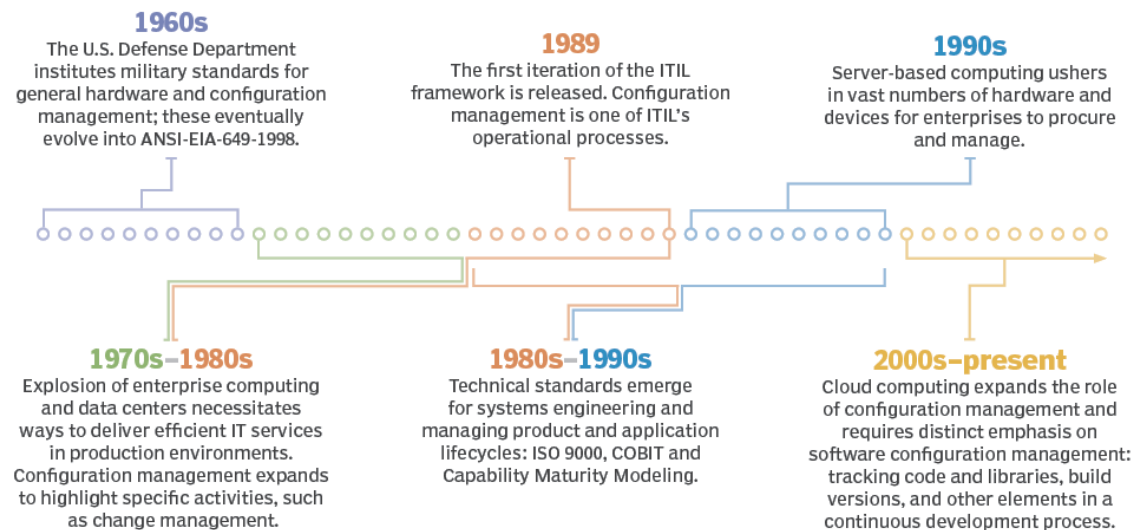 1960s
The U.S. Defense Department
institutes military standards for
general hardware and configuration
management; these eventually
evolve into ANSI-EIA-649-1998.
1989
The first iteration of the ITIL
framework is released. Configuration
management is one of ITIL's
operational processes.
1990s
Server-based computing ushers
in vast numbers of hardware and
devices for enterprises to procure
and manage.
1970s–1980s
Explosion of enterprise computing
and data centers necessitates
ways to deliver efficient IT services
in production environments.
Configuration management expands
to highlight specific activities, such
as change management.
1980s–1990s
Technical standards emerge
for systems engineering and
managing product and application
lifecycles: ISO 9000, COBIT and
Capability Maturity Modeling.
2000s–present
Cloud computing expands the role
of configuration management and
requires distinct emphasis on
software configuration management:
tracking code and libraries, build
versions, and other elements in a
continuous development process.